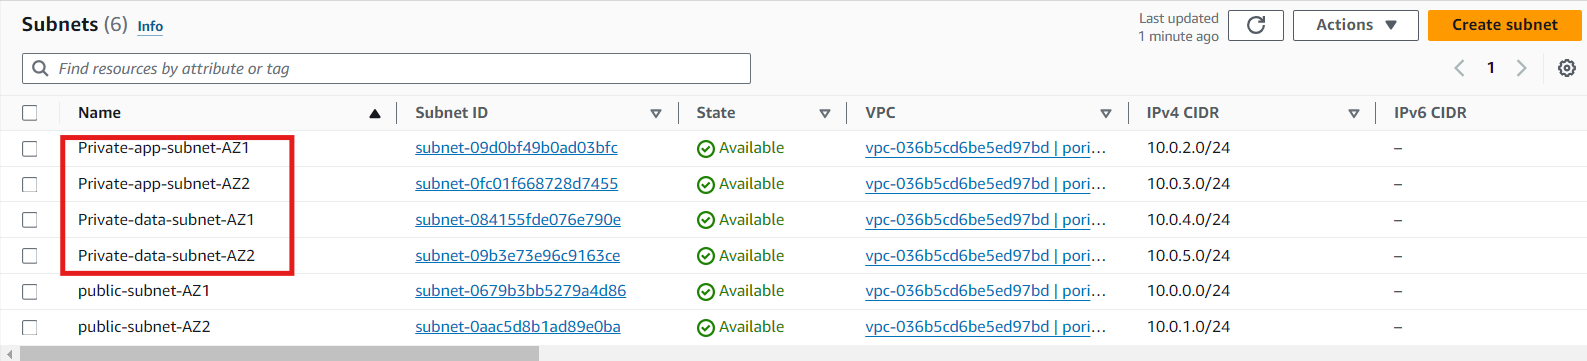 Subnets (6) Info
Last updated
1 minute ago
Actions
Create subnet
Find resources by attribute or tag
1
Name Subnet ID State VPC IPv4 CIDR IPv6 CIDR
Private-app-subnet-AZ1 subnet-09d0bf49b0ad03bfc Available vpc-036b5cd6be5ed97bd | pori... 10.0.2.0/24 –
Private-app-subnet-AZ2 subnet-0fc01f668728d7455 Available vpc-036b5cd6be5ed97bd | pori... 10.0.3.0/24 –
Private-data-subnet-AZ1 subnet-084155fde076e790e Available vpc-036b5cd6be5ed97bd | pori... 10.0.4.0/24 –
Private-data-subnet-AZ2 subnet-09b3e73e96c9163ce Available vpc-036b5cd6be5ed97bd | pori... 10.0.5.0/24 –
public-subnet-AZ1 subnet-0679b3bb5279a4d86 Available vpc-036b5cd6be5ed97bd | pori... 10.0.0.0/24 –
public-subnet-AZ2 subnet-0aac5d8b1ad89e0ba Available vpc-036b5cd6be5ed97bd | pori... 10.0.1.0/24 –